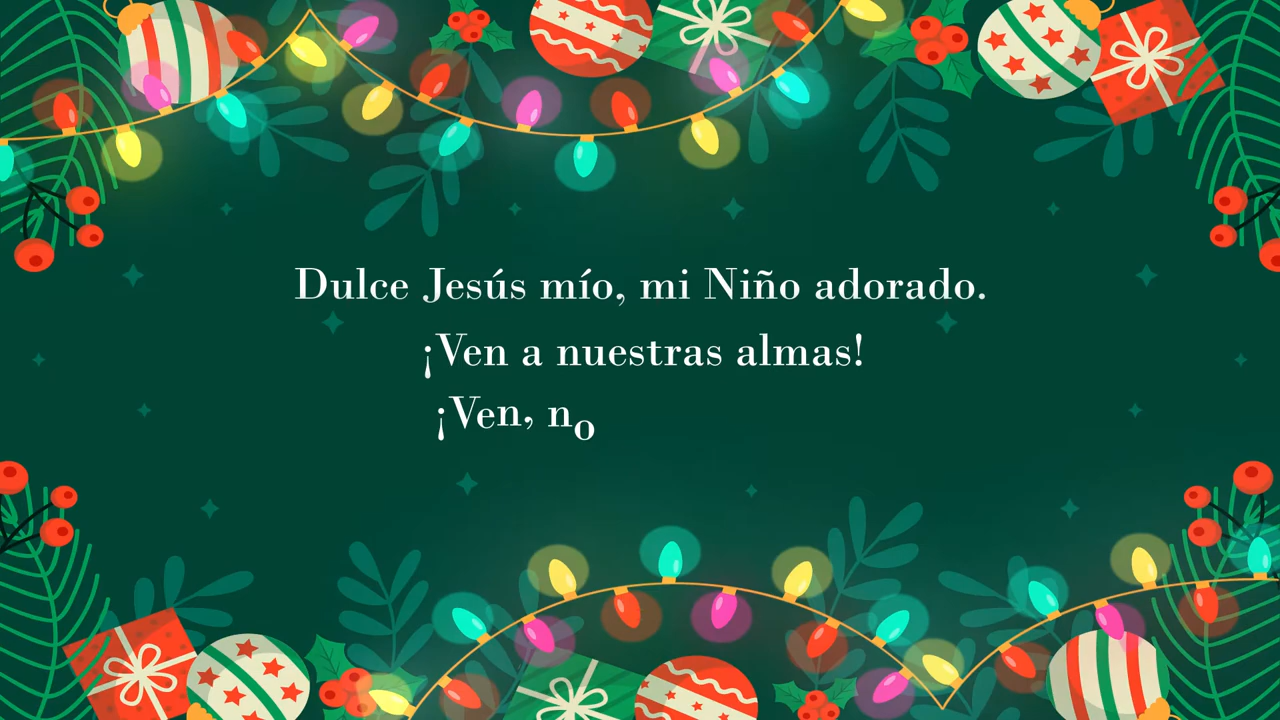 Dulce Jesús mío, mi Niño adorado.
¡Ven a nuestras almas!
¡Ven, no